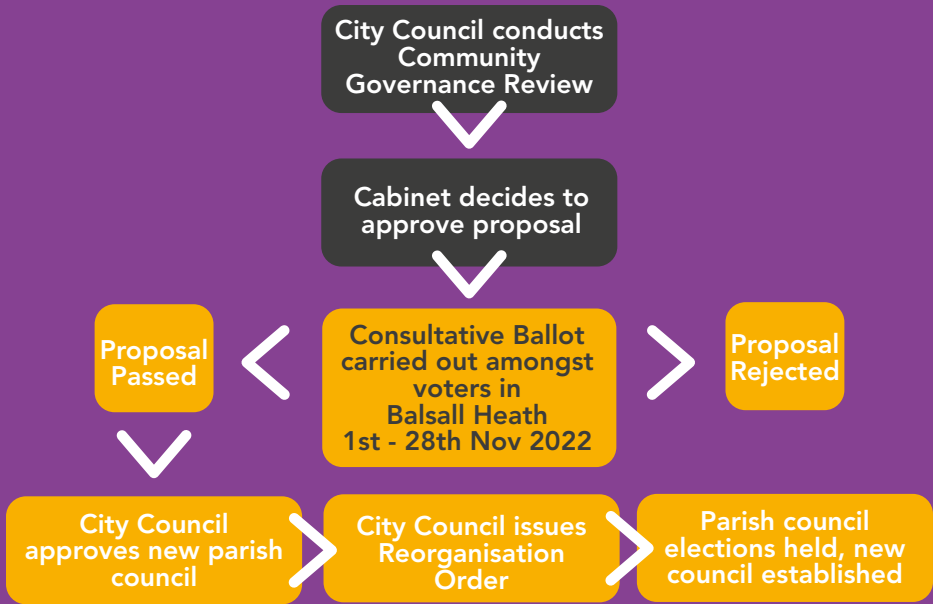 City Council conducts
Community
Governance Review
Cabinet decides to
approve proposal
Proposal
Passed
Consultative Ballot
carried out amongst
voters in
Balsall Heath
1st - 28th Nov 2022
Proposal
Rejected
City Council
approves new parish
council
City Council issues
Reorganisation
Order
Parish council
elections held, new
council established